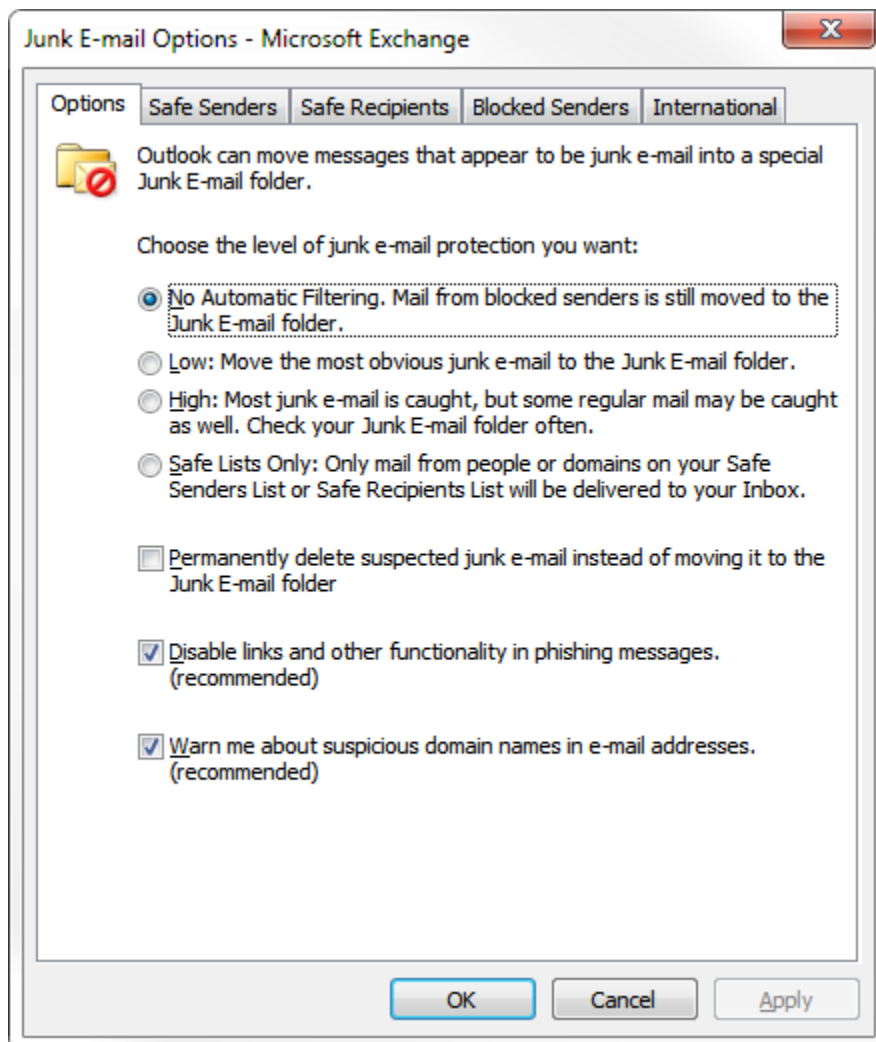 Junk E-mail Options - Microsoft Exchange
Options Safe Senders Safe Recipients Blocked Senders International
Outlook can move messages that appear to be junk e-mail into a special
Junk E-mail folder.
Choose the level of junk e-mail protection you want:
No Automatic Filtering. Mail from blocked senders is still moved to the
Junk E-mail folder.
Low: Move the most obvious junk e-mail to the Junk E-mail folder.
High: Most junk e-mail is caught, but some regular mail may be caught
as well. Check your Junk E-mail folder often.
Safe Lists Only: Only mail from people or domains on your Safe
Senders List or Safe Recipients List will be delivered to your Inbox.
Permanently delete suspected junk e-mail instead of moving it to the
Junk E-mail folder
Disable links and other functionality in phishing messages.
(recommended)
Warn me about suspicious domain names in e-mail addresses.
(recommended)
OK Cancel Apply